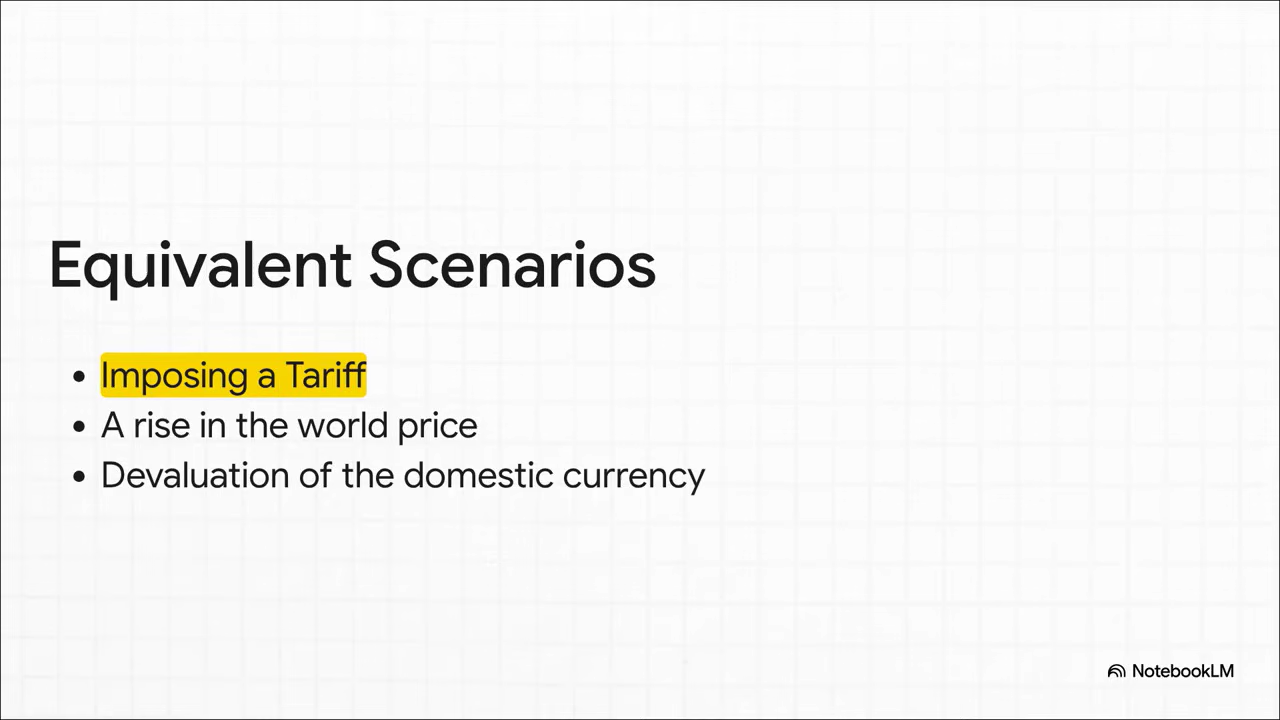 Equivalent Scenarios
• Imposing a Tariff
• A rise in the world price
• Devaluation of the domestic currency
NotebookLM